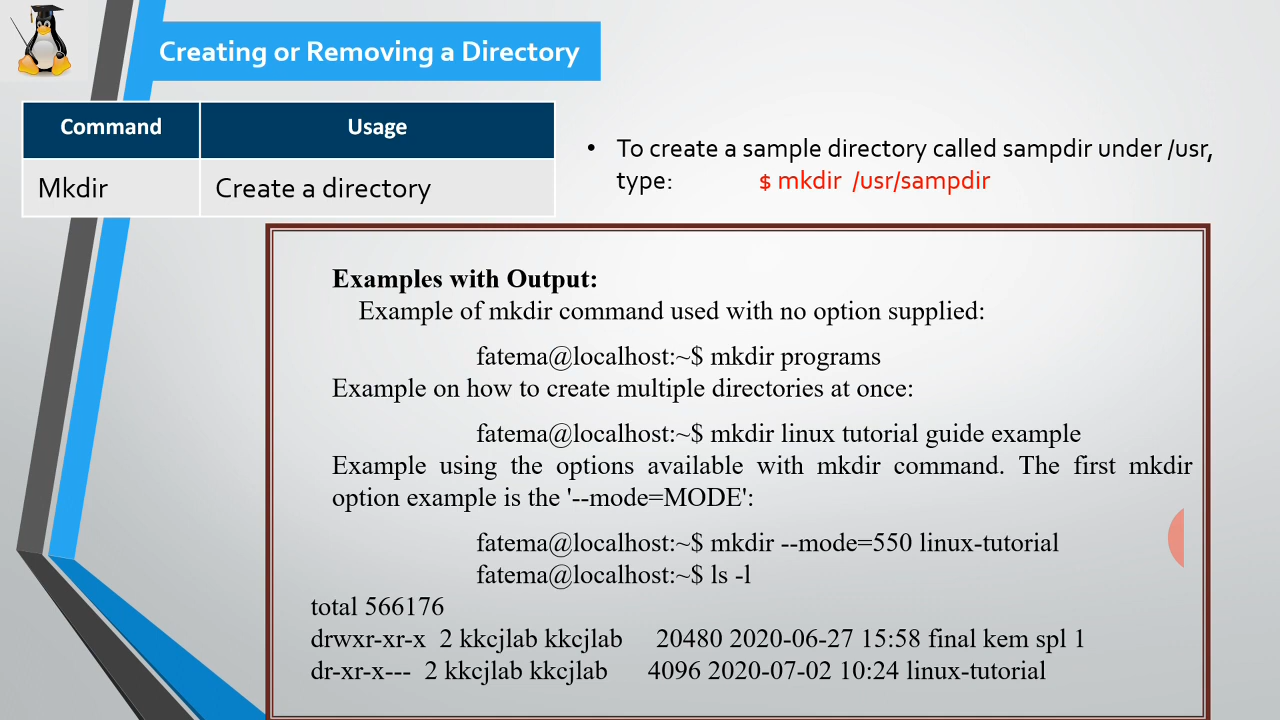 Creating or Removing a Directory
Command Usage
Mkdir Create a directory
• To create a sample directory called sampdir under /usr,
type: $ mkdir /usr/sampdir
Examples with Output:
Example of mkdir command used with no option supplied:
fatema@localhost:~$ mkdir programs
Example on how to create multiple directories at once:
fatema@localhost:~$ mkdir linux tutorial guide example
Example using the options available with mkdir command. The first mkdir
option example is the '--mode=MODE':
fatema@localhost:~$ mkdir --mode=550 linux-tutorial
fatema@localhost:~$ ls -l
total 566176
drwxr-xr-x 2 kkcjlab kkcjlab 20480 2020-06-27 15:58 final kem spl 1
dr-xr-x--- 2 kkcjlab kkcjlab 4096 2020-07-02 10:24 linux-tutorial